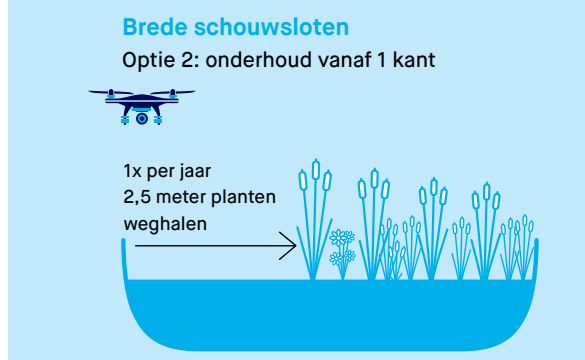 Brede schouwsloten
Optie 2: onderhoud vanaf 1 kant
1x per jaar
2,5 meter planten
weghalen